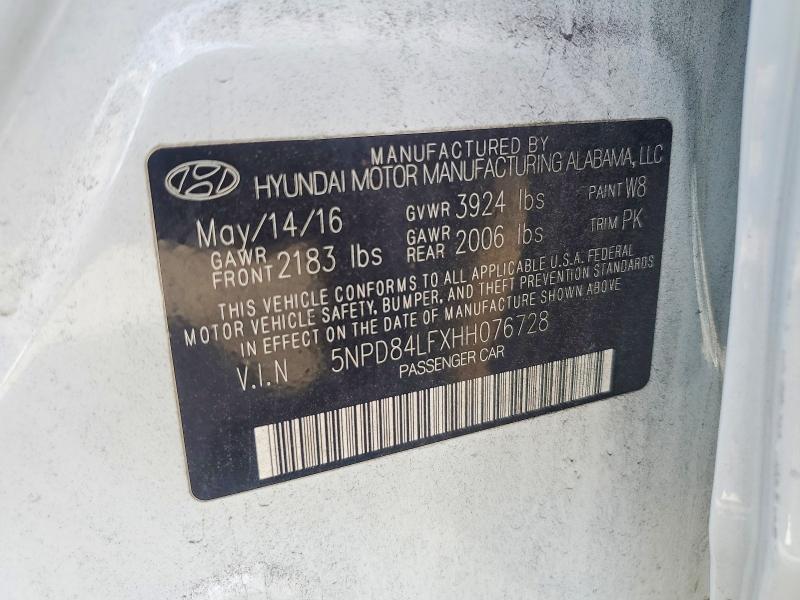 MANUFACTURED BY
HYUNDAI MOTOR MANUFACTURING ALABAMA, LLC
May/14/16 GVWR 3924 lbs PAINT W8
GAWR FRONT 2183 lbs GAWR REAR 2006 lbs TRIM PK
THIS VEHICLE CONFORMS TO ALL APPLICABLE U.S.A. FEDERAL
MOTOR VEHICLE SAFETY, BUMPER, AND THEFT PREVENTION STANDARDS
IN EFFECT ON THE DATE OF MANUFACTURE SHOWN ABOVE
V.I.N 5NPD84LFXHH076728
PASSENGER CAR